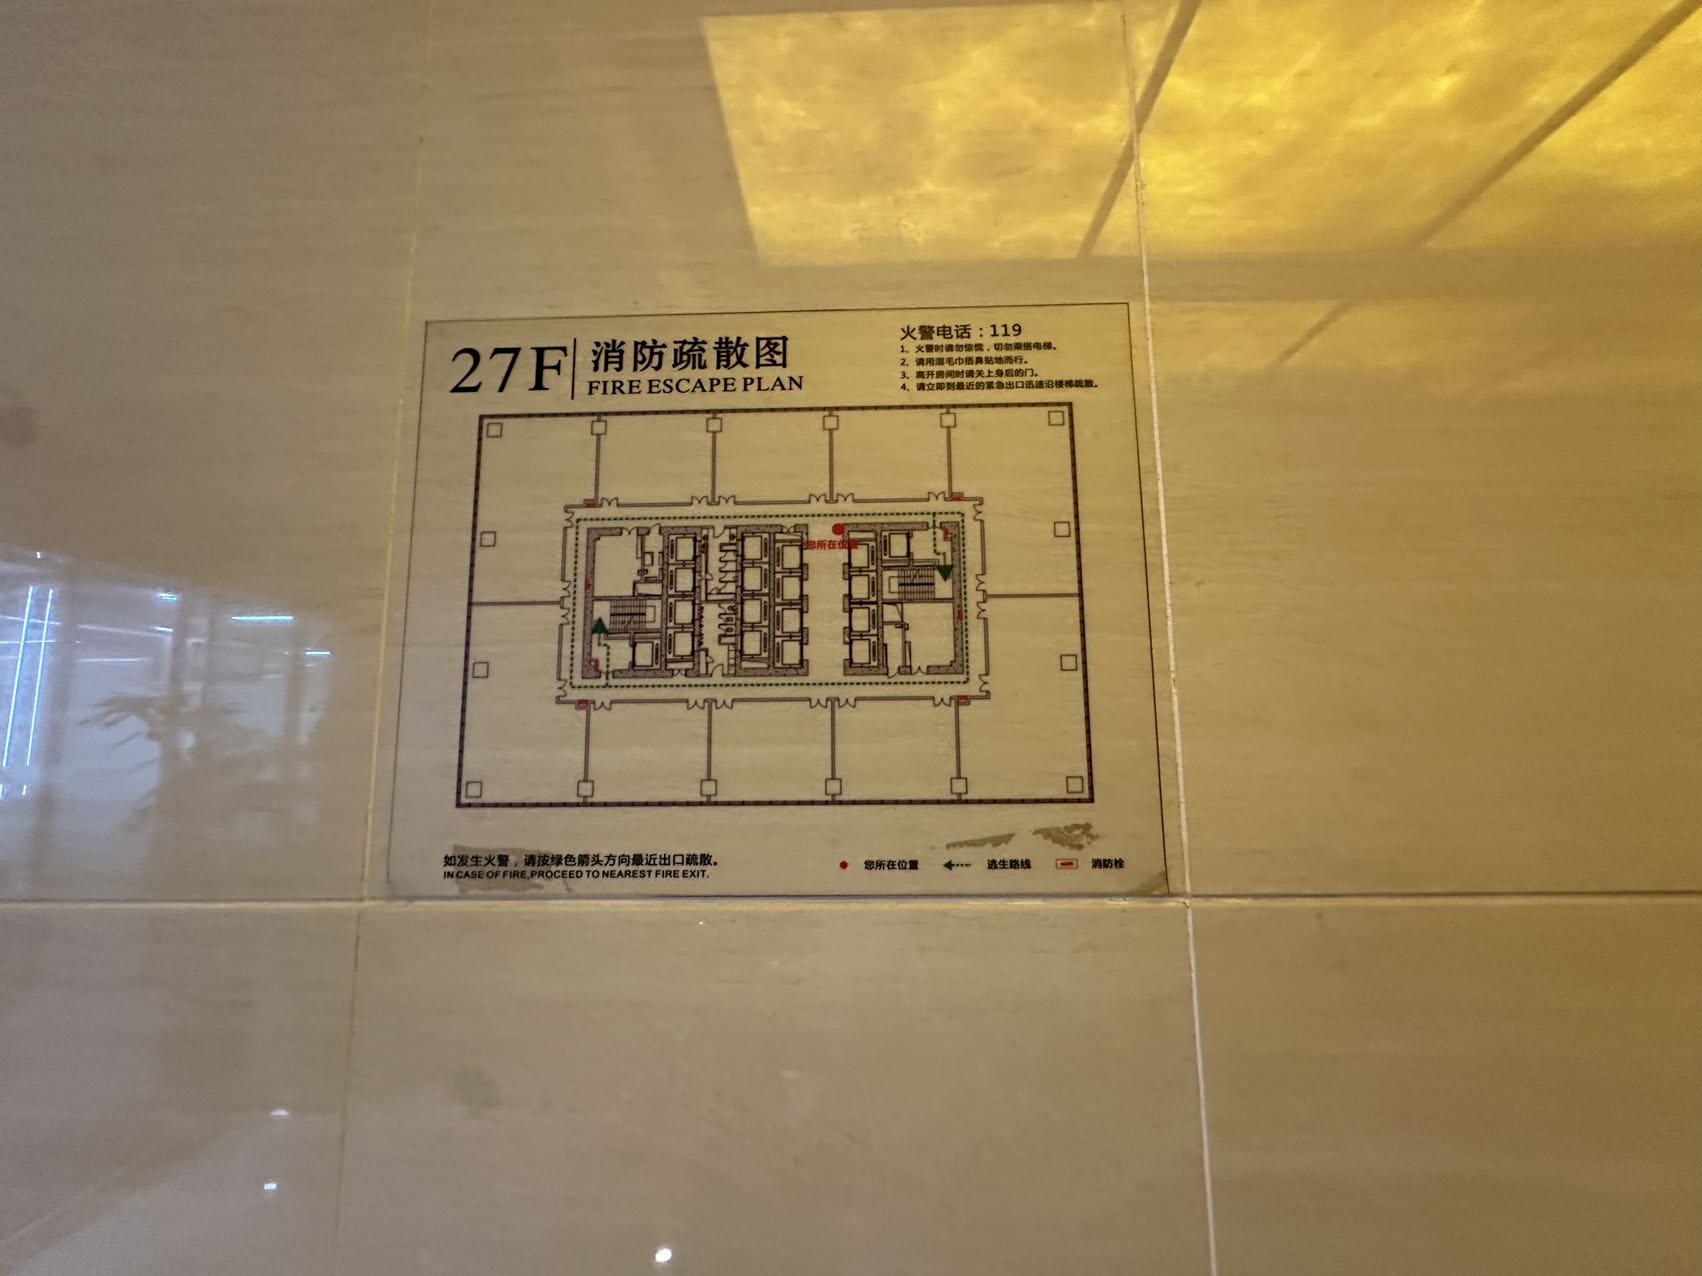 27F
消防疏散图
FIRE ESCAPE PLAN
火警电话：119
1、火警时请勿惊慌，切勿乘搭电梯。
2、请用湿毛巾捂鼻贴地而行。
3、离开房间时请关上身后的门。
4、请立即到最近的紧急出口迅速沿楼梯疏散。
您所在位置
如发生火警，请按绿色箭头方向最近出口疏散。
IN CASE OF FIRE,PROCEED TO NEAREST FIRE EXIT.
您所在位置
逃生路线
消防栓